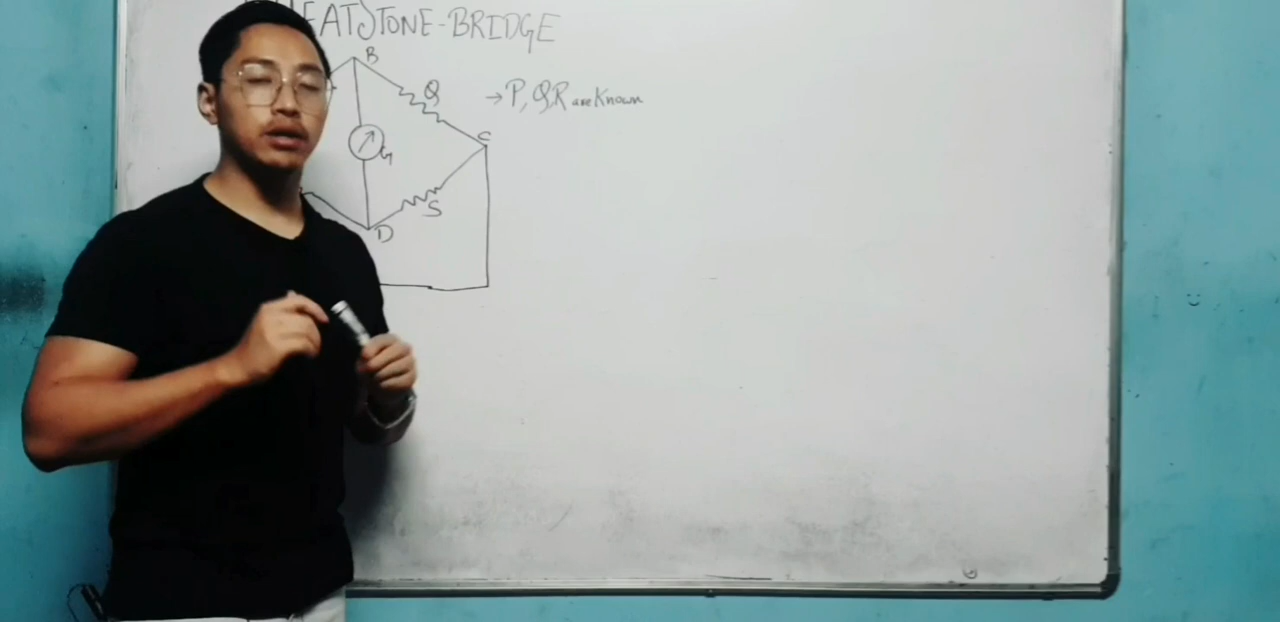 HEATSTONE-BRIDGE
B
Q
→ P, Q, R are Known
C
G
S
D